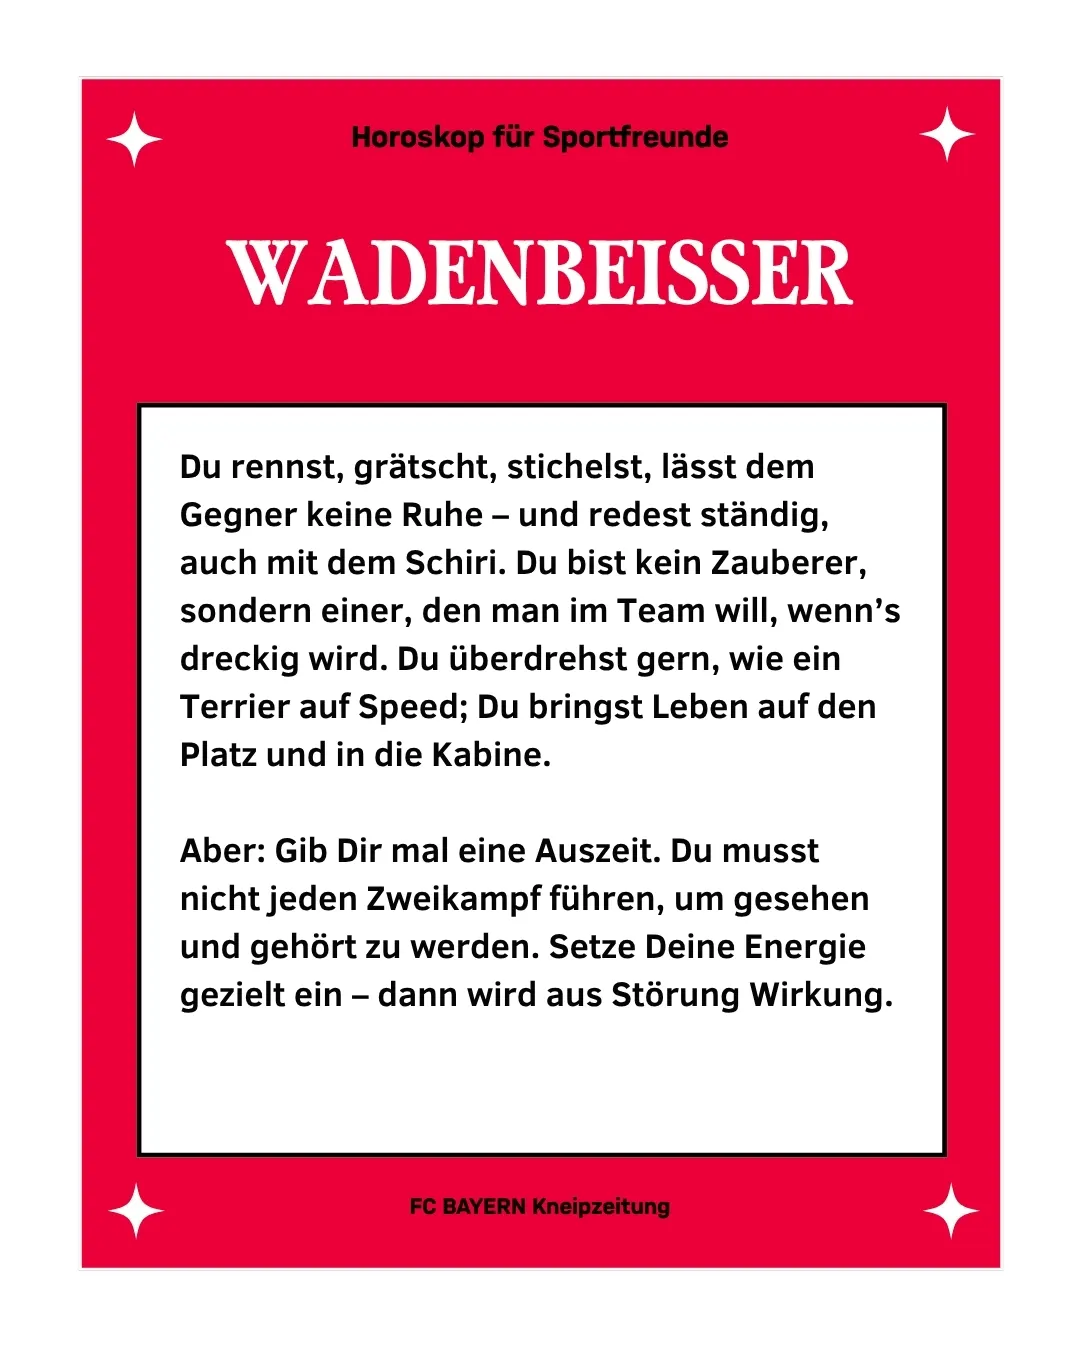 Horoskop für Sportfreunde
WADENBEISSER
Du rennst, grätscht, stichelst, lässt dem
Gegner keine Ruhe – und redest ständig,
auch mit dem Schiri. Du bist kein Zauberer,
sondern einer, den man im Team will, wenn’s
dreckig wird. Du überdrehst gern, wie ein
Terrier auf Speed; Du bringst Leben auf den
Platz und in die Kabine.
Aber: Gib Dir mal eine Auszeit. Du musst
nicht jeden Zweikampf führen, um gesehen
und gehört zu werden. Setze Deine Energie
gezielt ein – dann wird aus Störung Wirkung.
FC BAYERN Kneipzeitung